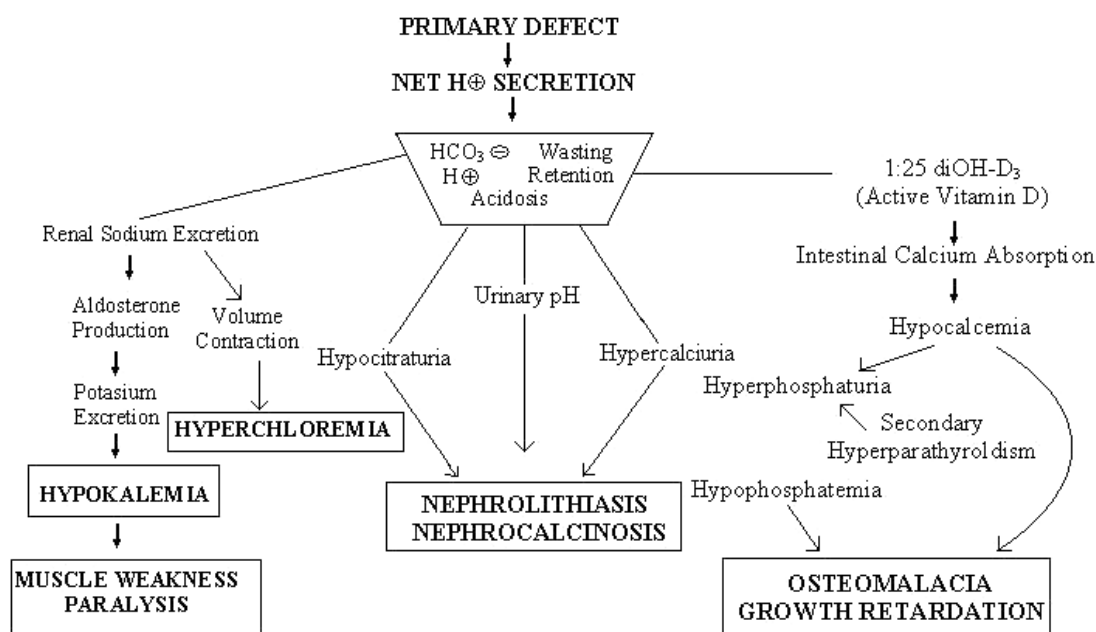 PRIMARY DEFECT
NET H⊕ SECRETION
HCO₃ ⊖ Wasting
H⊕ Retention
Acidosis
1:25 diOH-D₃
(Active Vitamin D)
Renal Sodium Excretion
Intestinal Calcium Absorption
Urinary pH
Aldosterone
Production
Volume
Contraction
Hypocalcemia
Hypocitraturia
Hypercalciuria
Hyperphosphaturia
Potasium
Excretion
HYPERCHLOREMIA
Secondary
Hyperparathyroldism
HYPOKALEMIA
NEPHROLITHIASIS
NEPHROCALCINOSIS
Hypophosphatemia
MUSCLE WEAKNESS
PARALYSIS
OSTEOMALACIA
GROWTH RETARDATION